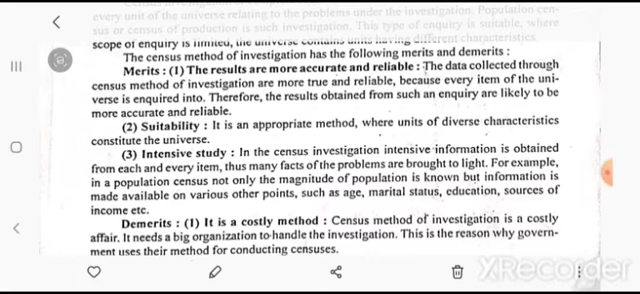 every unit of the universe relating to the problems under the investigation. Population cen-
sus or census of production is such investigation. This type of enquiry is suitable, where
scope of enquiry is limited, the universe contains units having different characteristics.
The census method of investigation has the following merits and demerits :
Merits : (1) The results are more accurate and reliable : The data collected through
census method of investigation are more true and reliable, because every item of the uni-
verse is enquired into. Therefore, the results obtained from such an enquiry are likely to be
more accurate and reliable.
(2) Suitability : It is an appropriate method, where units of diverse characteristics
constitute the universe.
(3) Intensive study : In the census investigation intensive information is obtained
from each and every item, thus many facts of the problems are brought to light. For example,
in a population census not only the magnitude of population is known but information is
made available on various other points, such as age, marital status, education, sources of
income etc.
Demerits : (1) It is a costly method : Census method of investigation is a costly
affair. It needs a big organization to handle the investigation. This is the reason why govern-
ment uses their method for conducting censuses.
XRecorder